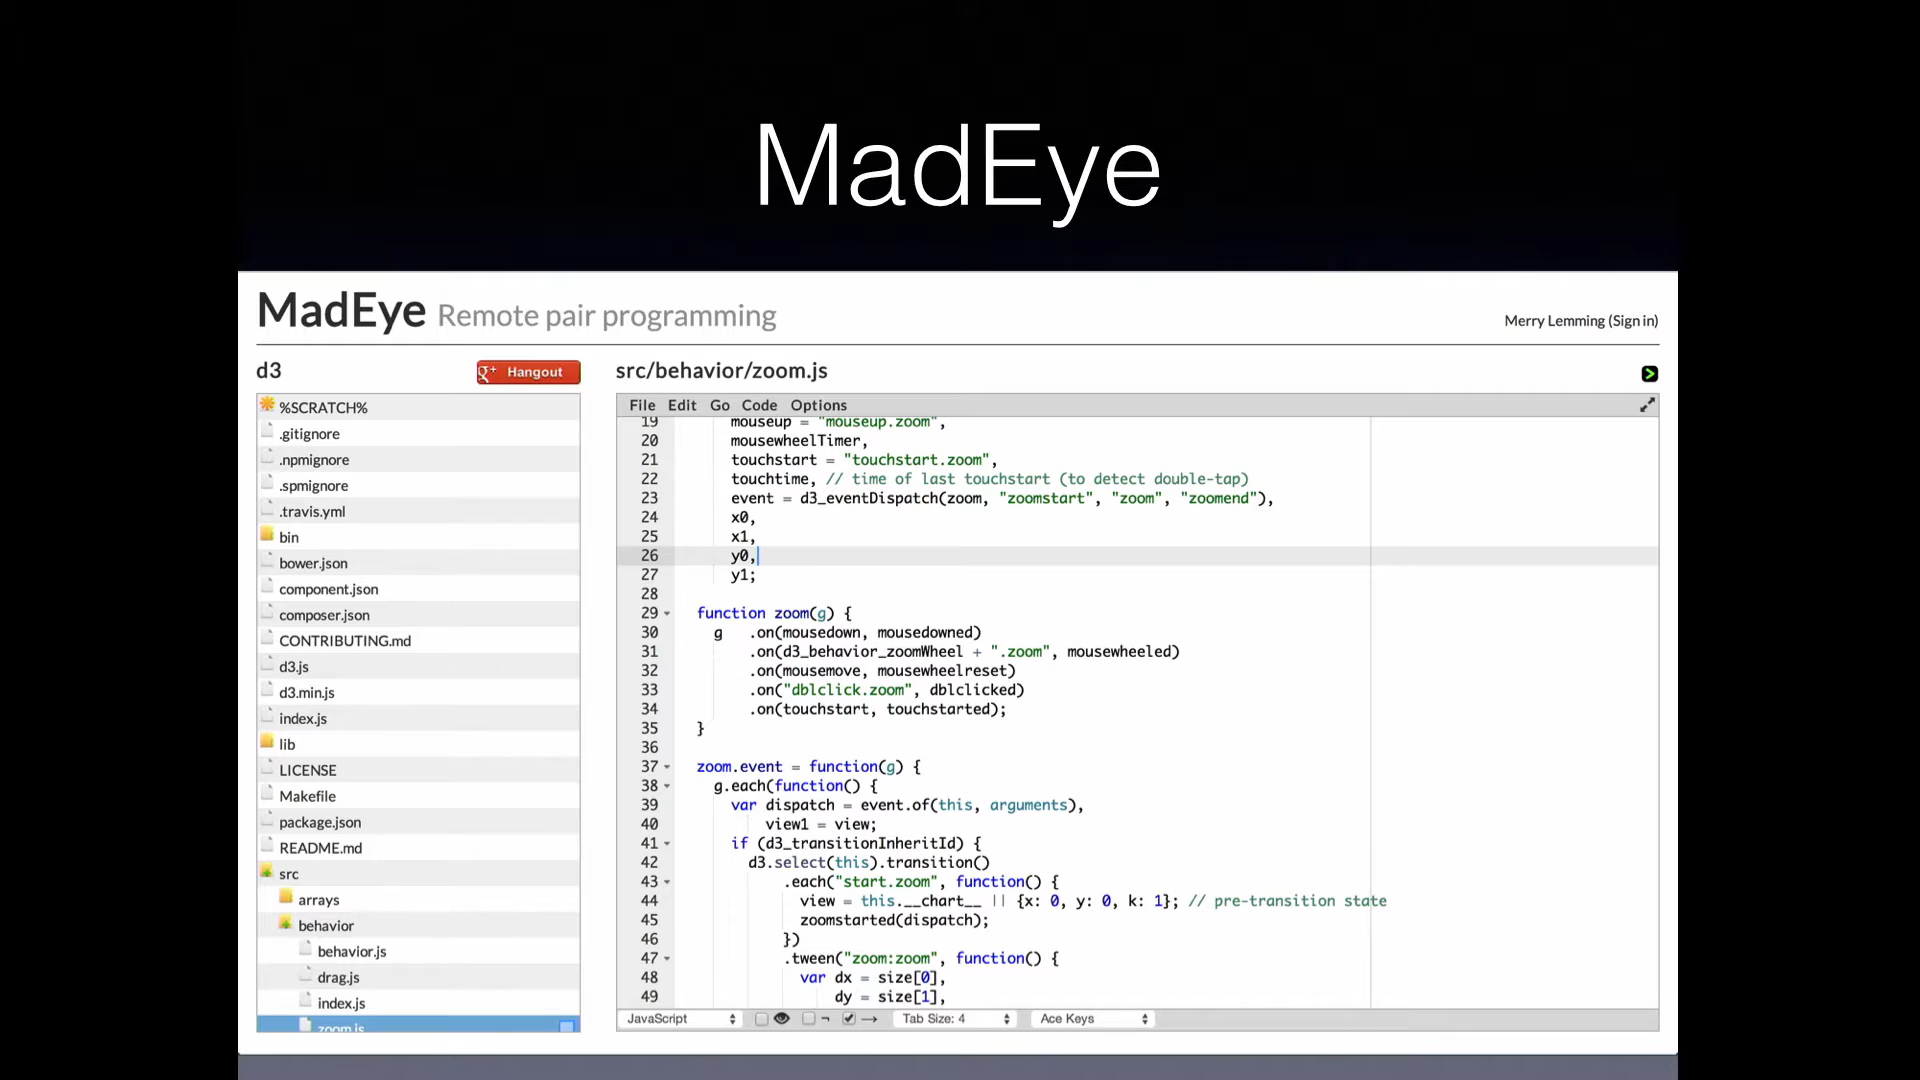 MadEye
MadEye Remote pair programming
Merry Lemming (Sign in)
d3
g+ Hangout
%SCRATCH%
.gitignore
.npmignore
.spmignore
.travis.yml
bin
bower.json
component.json
composer.json
CONTRIBUTING.md
d3.js
d3.min.js
index.js
lib
LICENSE
Makefile
package.json
README.md
src
arrays
behavior
behavior.js
drag.js
index.js
zoom.js
src/behavior/zoom.js
File Edit Go Code Options
19 mouseup = "mouseup.zoom",
20 mousewheelTimer,
21 touchstart = "touchstart.zoom",
22 touchtime, // time of last touchstart (to detect double-tap)
23 event = d3_eventDispatch(zoom, "zoomstart", "zoom", "zoomend"),
24 x0,
25 x1,
26 y0,
27 y1;
28
29 function zoom(g) {
30 g .on(mousedown, mousedowned)
31 .on(d3_behavior_zoomWheel + ".zoom", mousewheeled)
32 .on(mousemove, mousewheelreset)
33 .on("dblclick.zoom", dblclicked)
34 .on(touchstart, touchstarted);
35 }
36
37 zoom.event = function(g) {
38 g.each(function() {
39 var dispatch = event.of(this, arguments),
40 view1 = view;
41 if (d3_transitionInheritId) {
42 d3.select(this).transition()
43 .each("start.zoom", function() {
44 view = this.__chart__ || {x: 0, y: 0, k: 1}; // pre-transition state
45 zoomstarted(dispatch);
46 })
47 .tween("zoom:zoom", function() {
48 var dx = size[0],
49 dy = size[1],
JavaScript Tab Size: 4 Ace Keys